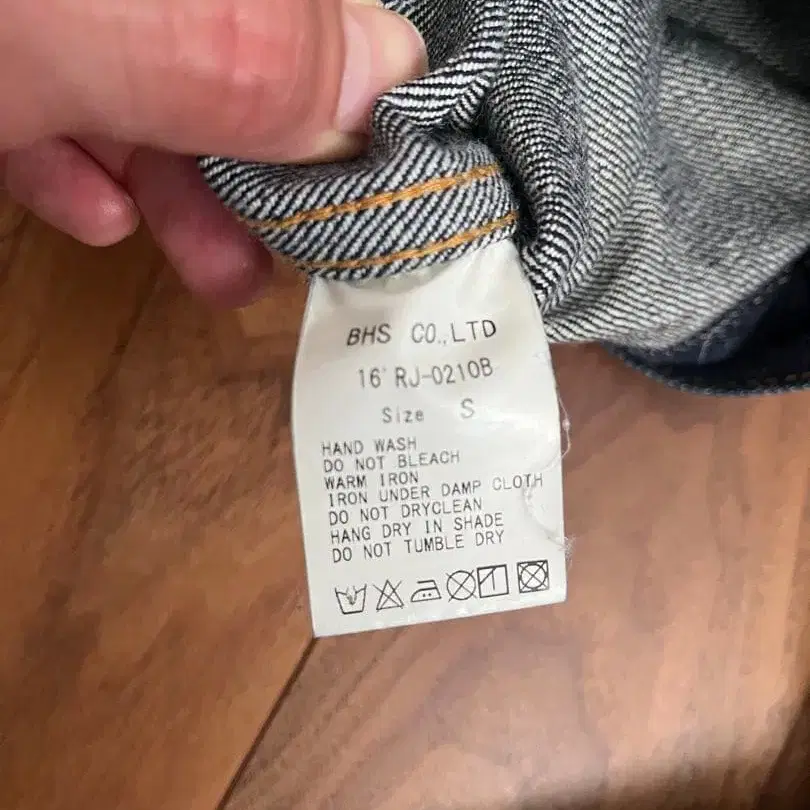 BHS CO.,LTD
16' RJ-0210B
Size S
HAND WASH
DO NOT BLEACH
WARM IRON
IRON UNDER DAMP CLOTH
DO NOT DRYCLEAN
HANG DRY IN SHADE
DO NOT TUMBLE DRY